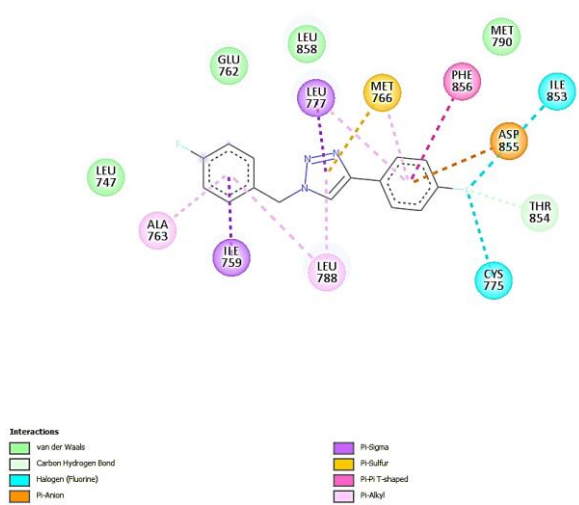 LEU
858
MET
790
GLU
762
LEU
777
MET
766
PHE
856
ILE
853
ASP
855
F
N
N
N
LEU
747
THR
854
ALA
763
ILE
759
LEU
788
CYS
775
Interactions
van der Waals
Carbon Hydrogen Bond
Halogen (Fluorine)
Pi-Anion
Pi-Sigma
Pi-Sulfur
Pi-Pi T-shaped
Pi-Alkyl